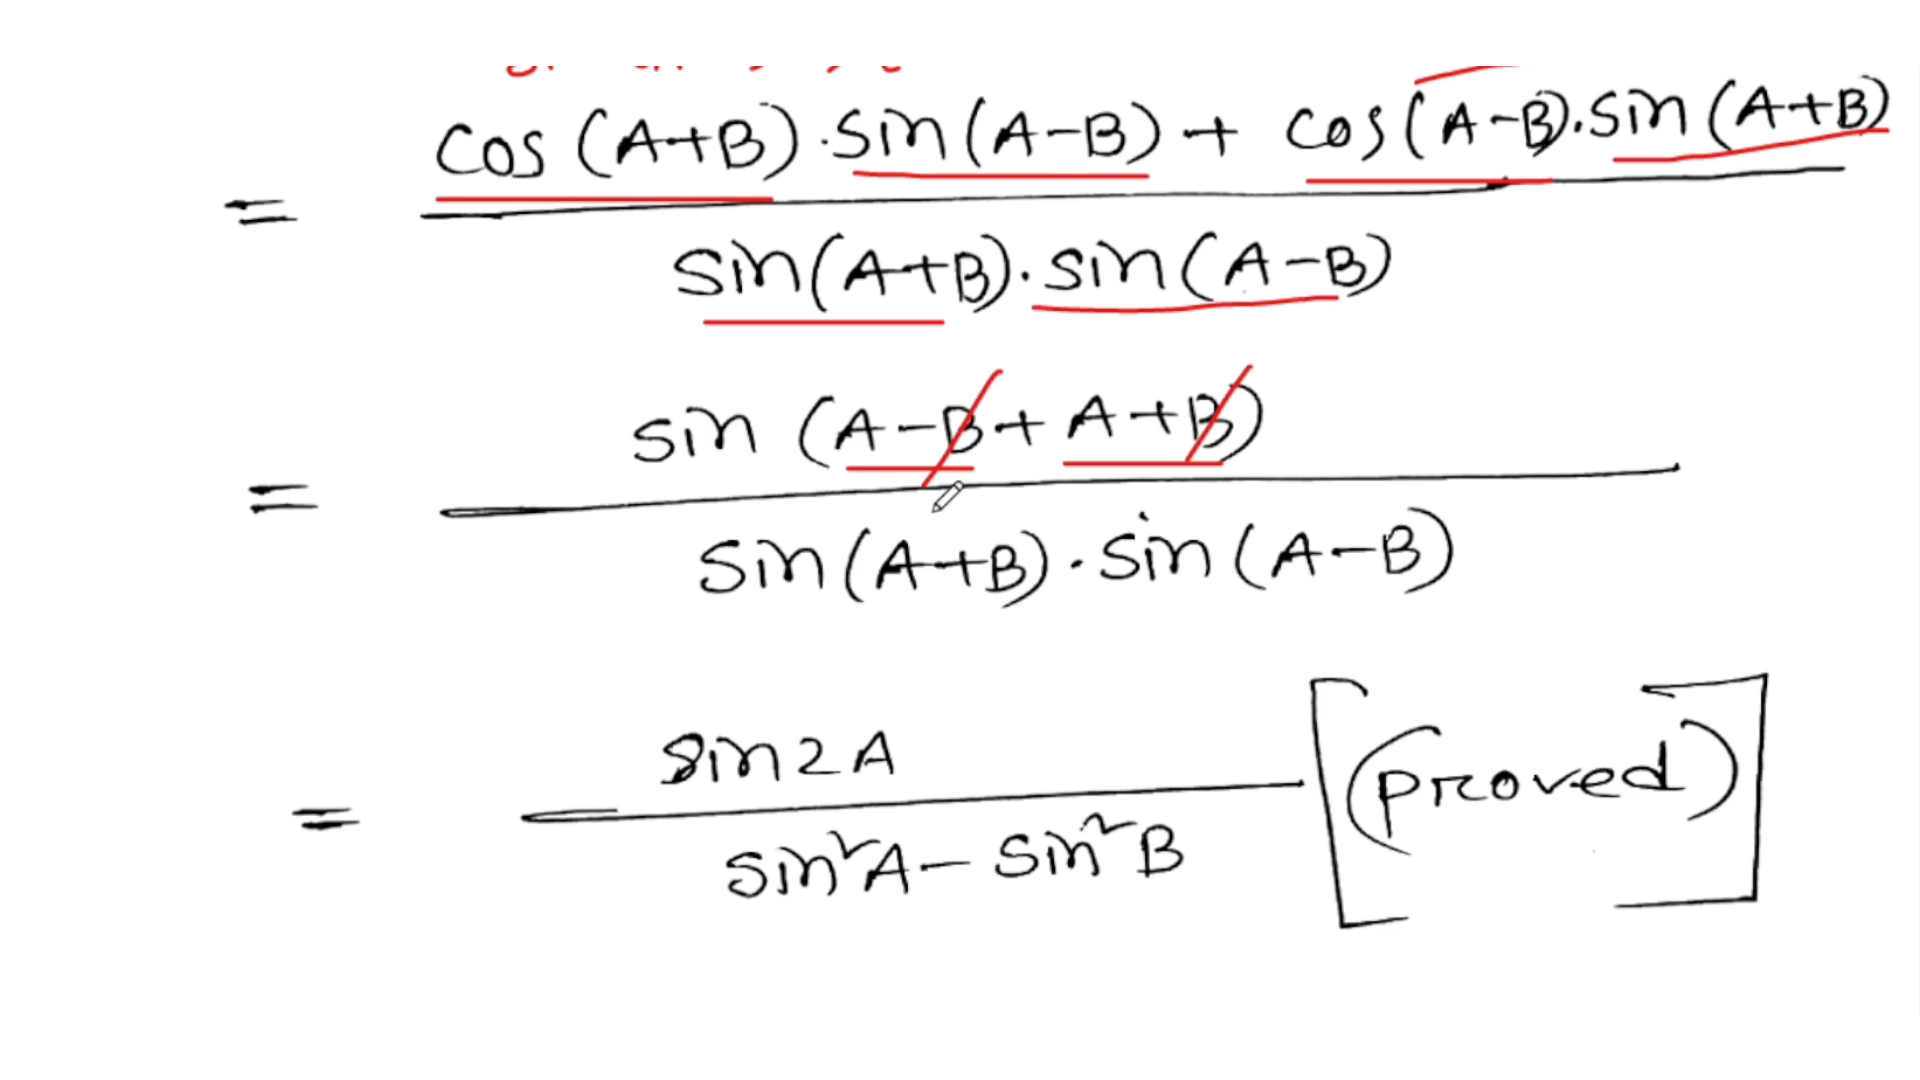 = cos (A+B) . sin (A-B) + cos (A-B) . sin (A+B)
sin (A+B) . sin (A-B)
= sin (A-B + A+B)
sin (A+B) . sin (A-B)
= sin 2A
sin²A - sin²B
(proved)